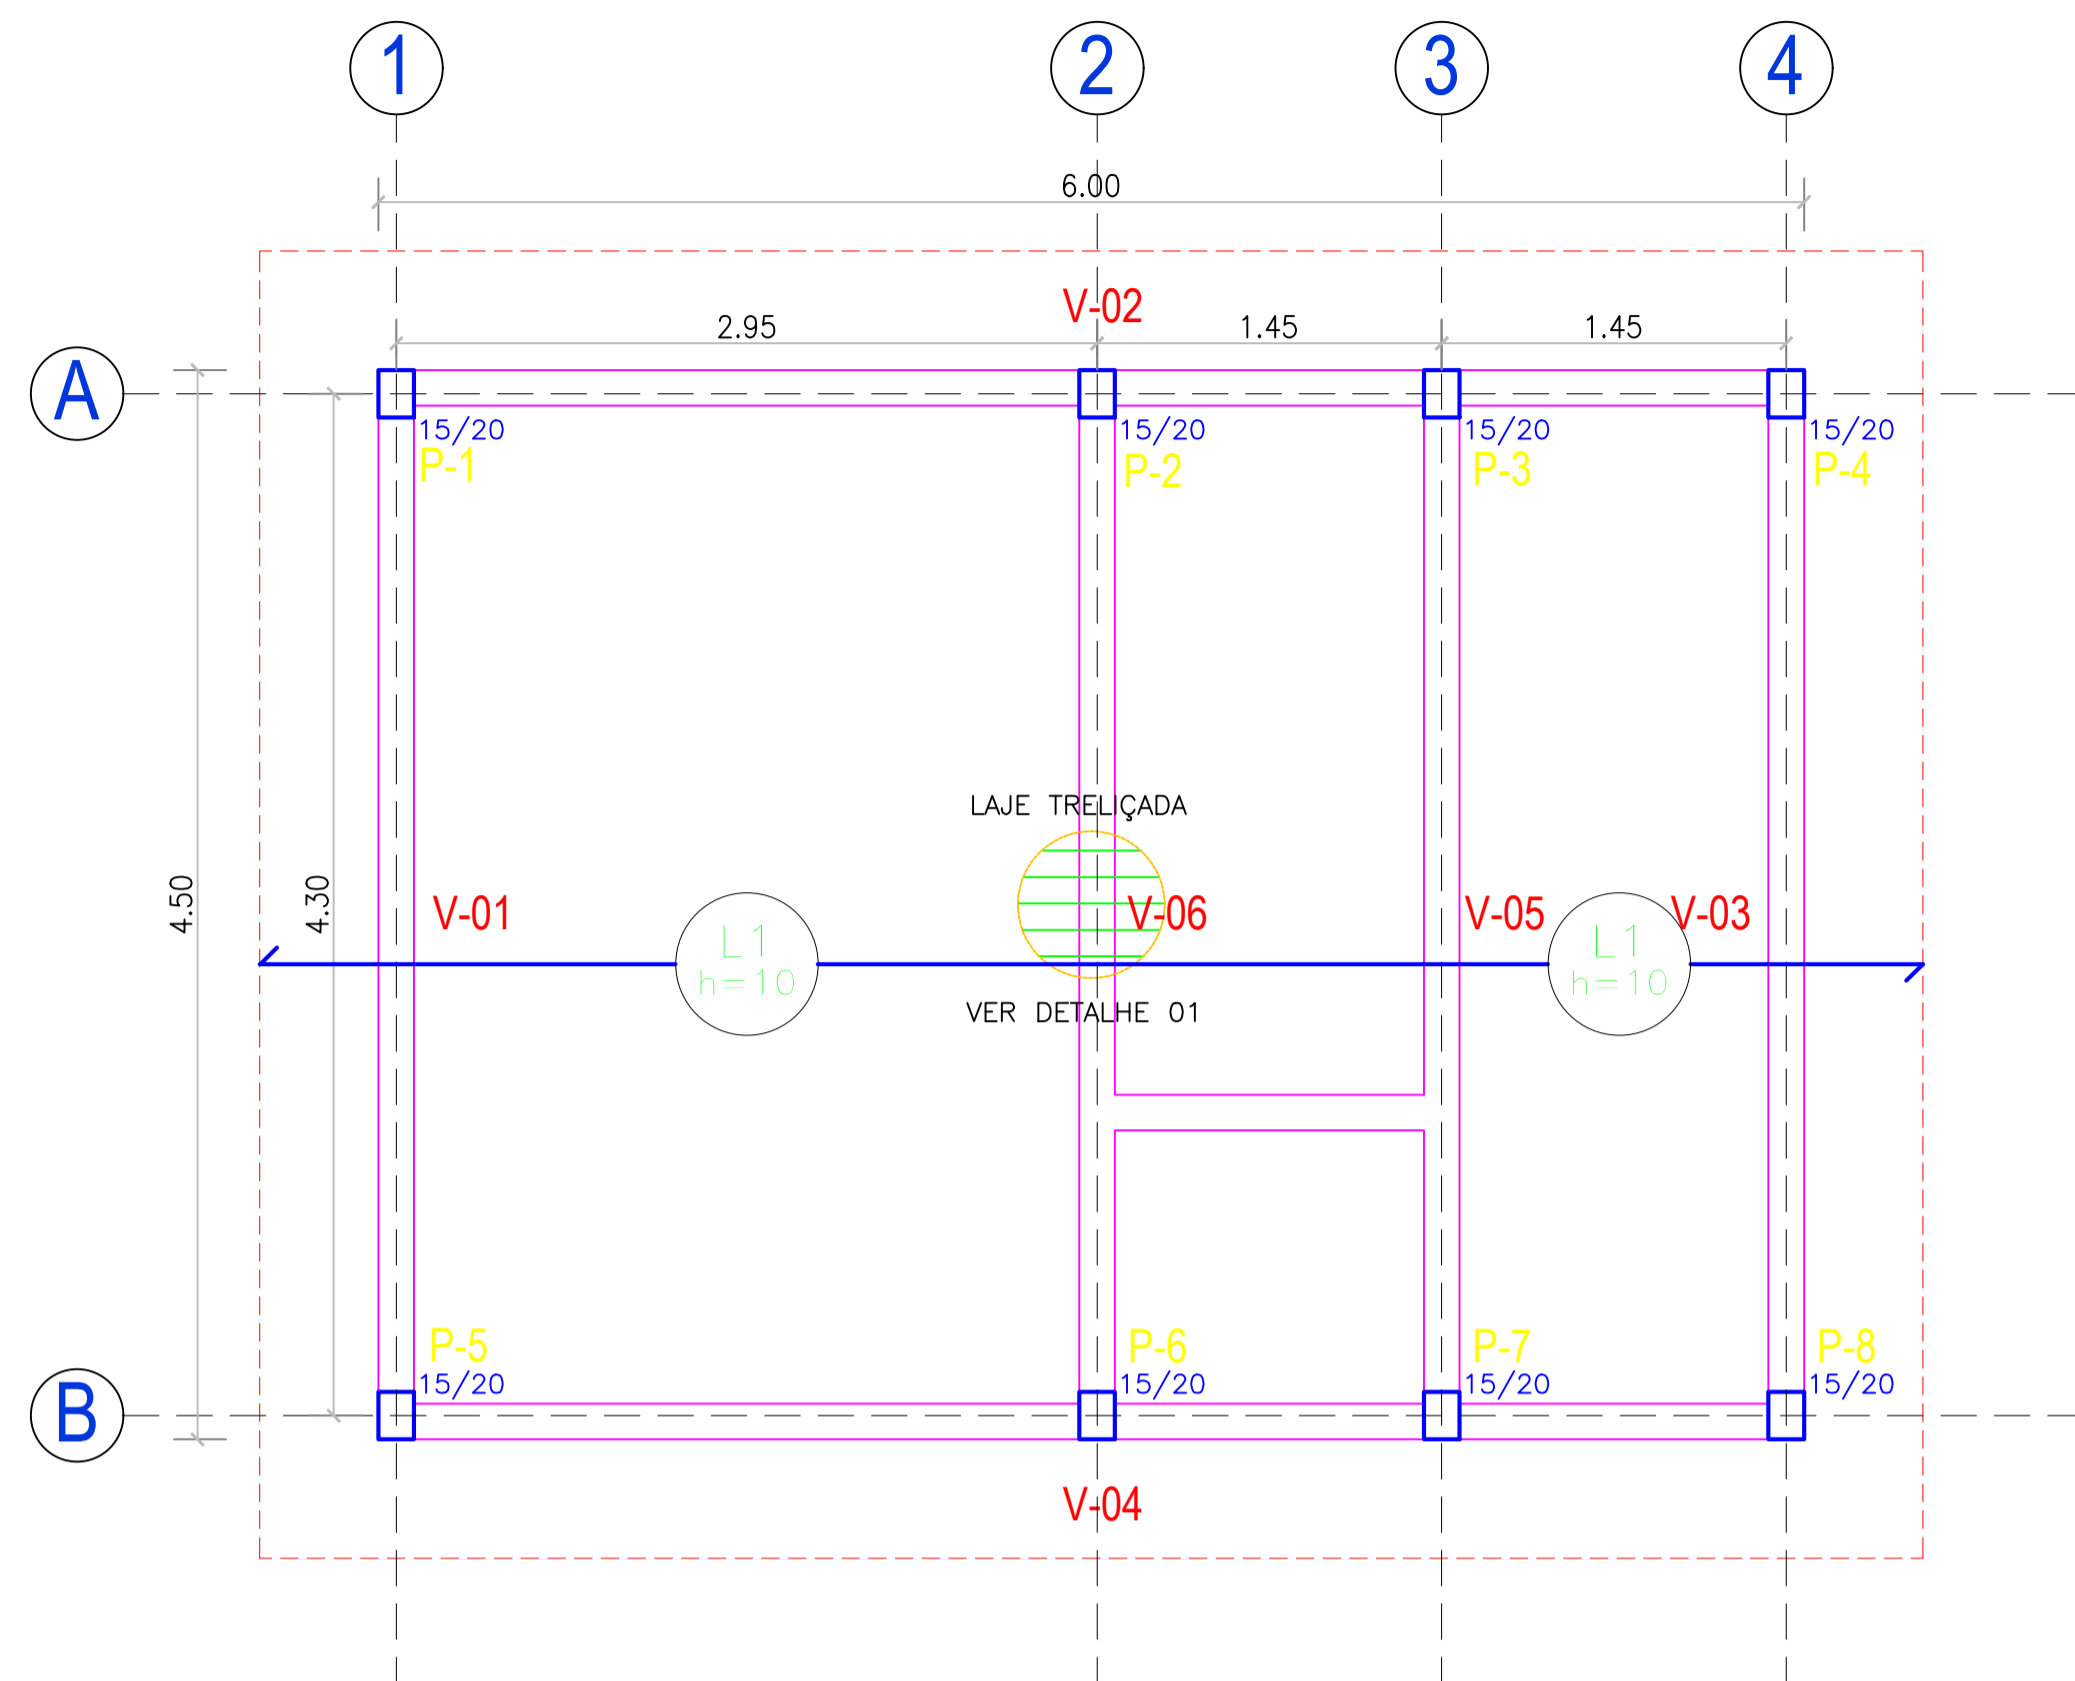 1 2 3 4
6.00
V-02
2.95 1.45 1.45
A
15/20 15/20 15/20 15/20
P-1 P-2 P-3 P-4
LAJE TRELIÇADA
4.50 4.30 V-01 V-06 V-05 V-03
L1 L1
h=10 h=10
VER DETALHE 01
P-5 P-6 P-7 P-8
15/20 15/20 15/20 15/20
B
V-04